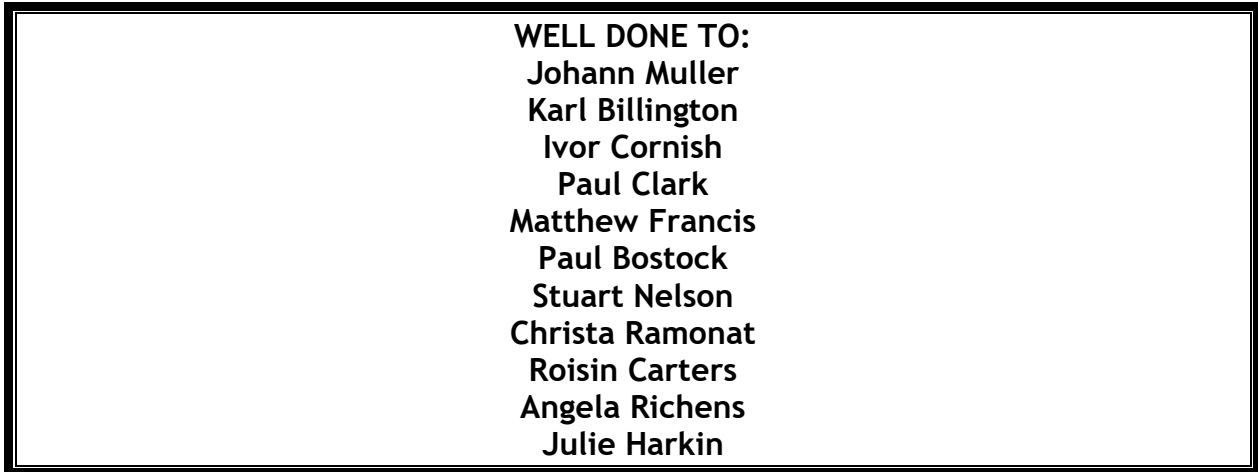 WELL DONE TO:
Johann Muller
Karl Billington
Ivor Cornish
Paul Clark
Matthew Francis
Paul Bostock
Stuart Nelson
Christa Ramonat
Roisin Carters
Angela Richens
Julie Harkin